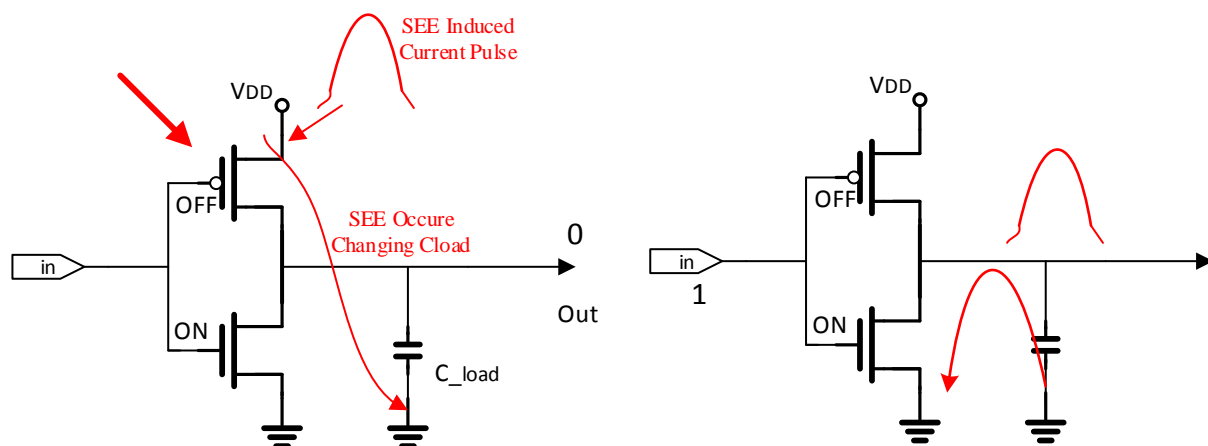 SEE Induced
Current Pulse
VDD
OFF
SEE Occure
Changing Cload
0
in
Out
ON
C_load
VDD
OFF
in
1
ON